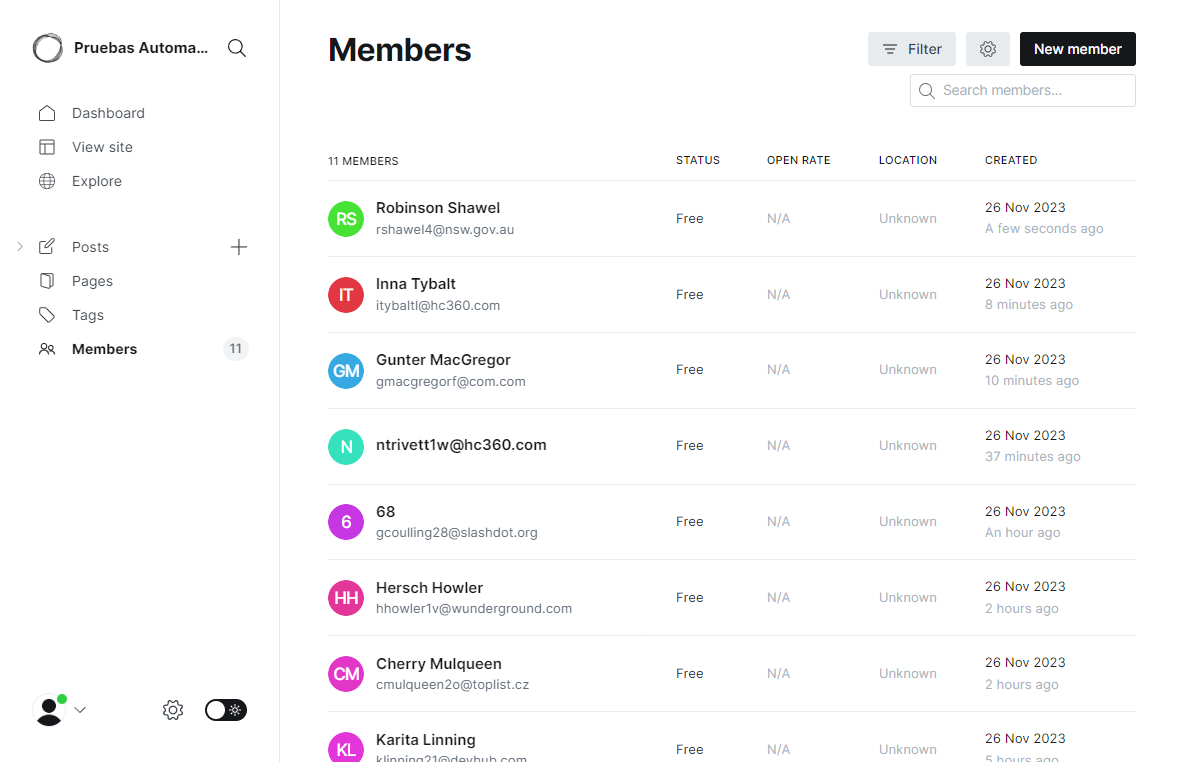 Pruebas Automa...
Dashboard
View site
Explore
Posts
Pages
Tags
Members 11
Members
Filter
New member
Search members...
11 MEMBERS STATUS OPEN RATE LOCATION CREATED
RS Robinson Shawel Free N/A Unknown 26 Nov 2023
rshawel4@nsw.gov.au A few seconds ago
IT Inna Tybalt Free N/A Unknown 26 Nov 2023
itybaltl@hc360.com 8 minutes ago
GM Gunter MacGregor Free N/A Unknown 26 Nov 2023
gmacgregorf@com.com 10 minutes ago
N ntrivett1w@hc360.com Free N/A Unknown 26 Nov 2023
37 minutes ago
6 68 Free N/A Unknown 26 Nov 2023
gcoulling28@slashdot.org An hour ago
HH Hersch Howler Free N/A Unknown 26 Nov 2023
hhowler1v@wunderground.com 2 hours ago
CM Cherry Mulqueen Free N/A Unknown 26 Nov 2023
cmulqueen2o@toplist.cz 2 hours ago
KL Karita Linning Free N/A Unknown 26 Nov 2023
klinning21@devhub.com 5 hours ago